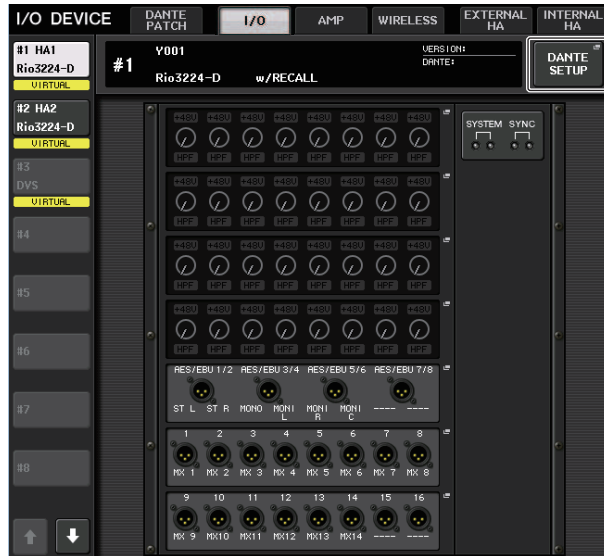 I/O DEVICE
DANTE PATCH
I/O
AMP
WIRELESS
EXTERNAL HA
INTERNAL HA
#1 HA1
Rio3224-D
VIRTUAL
#2 HA2
Rio3224-D
VIRTUAL
#3
DVS
VIRTUAL
#4
#5
#6
#7
#8
#1
Y001
Rio3224-D w/RECALL
VERSION:
DANTE:
DANTE SETUP
SYSTEM SYNC
+48V +48V +48V +48V +48V +48V +48V +48V
HPF HPF HPF HPF HPF HPF HPF HPF
+48V +48V +48V +48V +48V +48V +48V +48V
HPF HPF HPF HPF HPF HPF HPF HPF
+48V +48V +48V +48V +48V +48V +48V +48V
HPF HPF HPF HPF HPF HPF HPF HPF
+48V +48V +48V +48V +48V +48V +48V +48V
HPF HPF HPF HPF HPF HPF HPF HPF
AES/EBU 1/2 AES/EBU 3/4 AES/EBU 5/6 AES/EBU 7/8
ST L ST R MONO MONI L MONI R MONI C ---- ----
1 2 3 4 5 6 7 8
MX 1 MX 2 MX 3 MX 4 MX 5 MX 6 MX 7 MX 8
9 10 11 12 13 14 15 16
MX 9 MX10 MX11 MX12 MX13 MX14 ---- ----